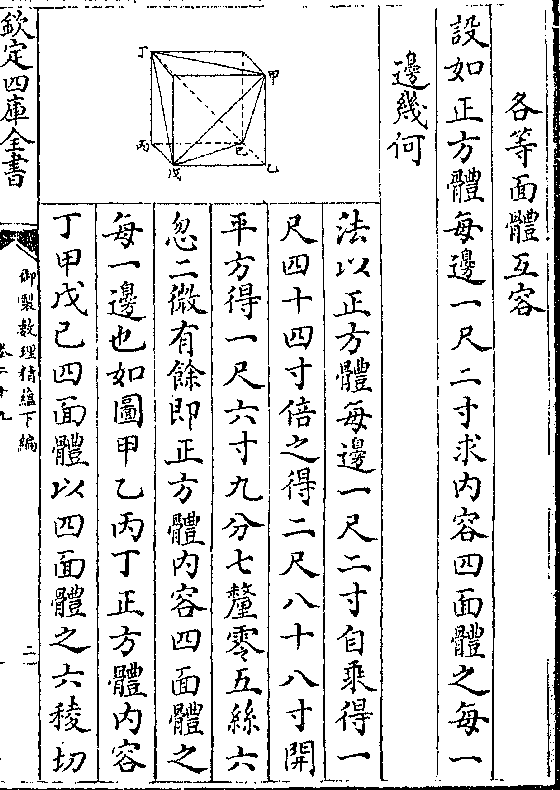 各等面體互容
設如正方體每邊一尺二寸求内容四面體之每一
邊幾何
丁
甲
丙
戊
己
乙
法以正方體每邊一尺二寸自乘得一
尺四十四寸倍之得二尺八十八寸開
平方得一尺六寸九分七釐零五絲六
忽二微有餘即正方體内容四面體之
每一邊也如圖甲乙丙丁正方體内容
丁甲戊己四面體以四面體之六稜切
欽定四庫全書
御製數理精蘊下編
卷二十九
二